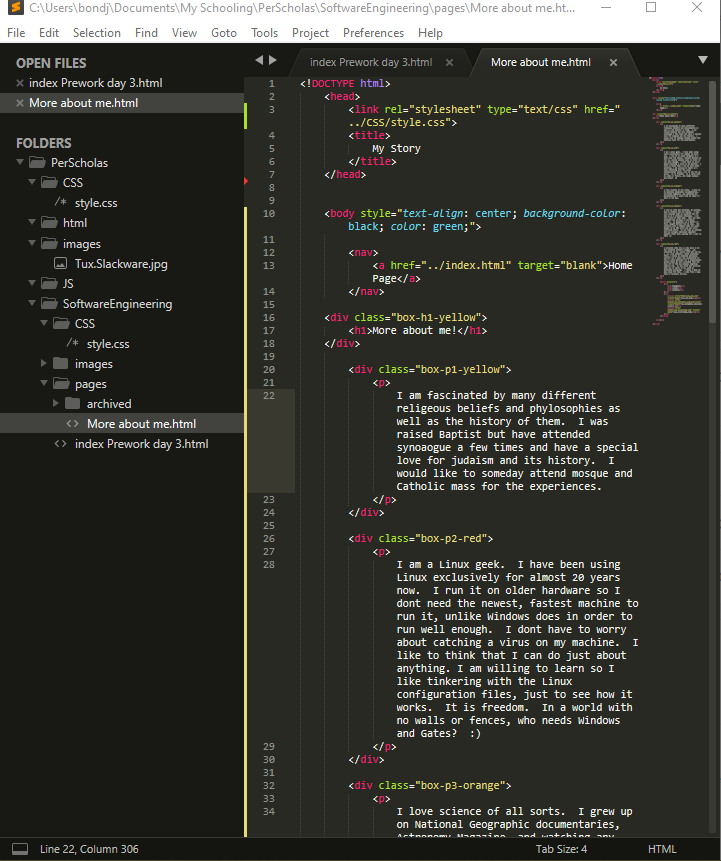 C:\Users\bondj\Documents\My Schooling\PerScholas\SoftwareEngineering\pages\More about me.ht...
File Edit Selection Find View Goto Tools Project Preferences Help
OPEN FILES
index Prework day 3.html
More about me.html
FOLDERS
PerScholas
CSS
style.css
html
images
Tux.Slackware.jpg
JS
SoftwareEngineering
CSS
style.css
images
pages
archived
More about me.html
index Prework day 3.html
index Prework day 3.html More about me.html
1 <!DOCTYPE html>
2 <head>
3 <link rel="stylesheet" type="text/css" href="
../CSS/style.css">
4 <title>
5 My Story
6 </title>
7 </head>
8
9
10 <body style="text-align: center; background-color:
black; color: green;">
11
12 <nav>
13 <a href="../index.html" target="blank">Home
Page</a>
14 </nav>
15
16 <div class="box-h1-yellow">
17 <h1>More about me!</h1>
18 </div>
19
20 <div class="box-p1-yellow">
21 <p>
22 I am fascinated by many different
religeous beliefs and phylosophies as
well as the history of them.  I was
raised Baptist but have attended
synoaogue a few times and have a special
love for judaism and its history.  I
would like to someday attend mosque and
Catholic mass for the experiences.
23 </p>
24 </div>
25
26 <div class="box-p2-red">
27 <p>
28 I am a Linux geek.  I have been using
Linux exclusively for almost 20 years
now.  I run it on older hardware so I
dont need the newest, fastest machine to
run it, unlike Windows does in order to
run well enough.  I dont have to worry
about catching a virus on my machine.  I
like to think that I can do just about
anything. I am willing to learn so I
like tinkering with the Linux
configuration files, just to see how it
works.  It is freedom.  In a world with
no walls or fences, who needs Windows
and Gates?  :)
29 </p>
30 </div>
31
32 <div class="box-p3-orange">
33 <p>
34 I love science of all sorts.  I grew up
on National Geographic documentaries,
Astronomy Magazine, and watching any
Line 22, Column 306
Tab Size: 4
HTML